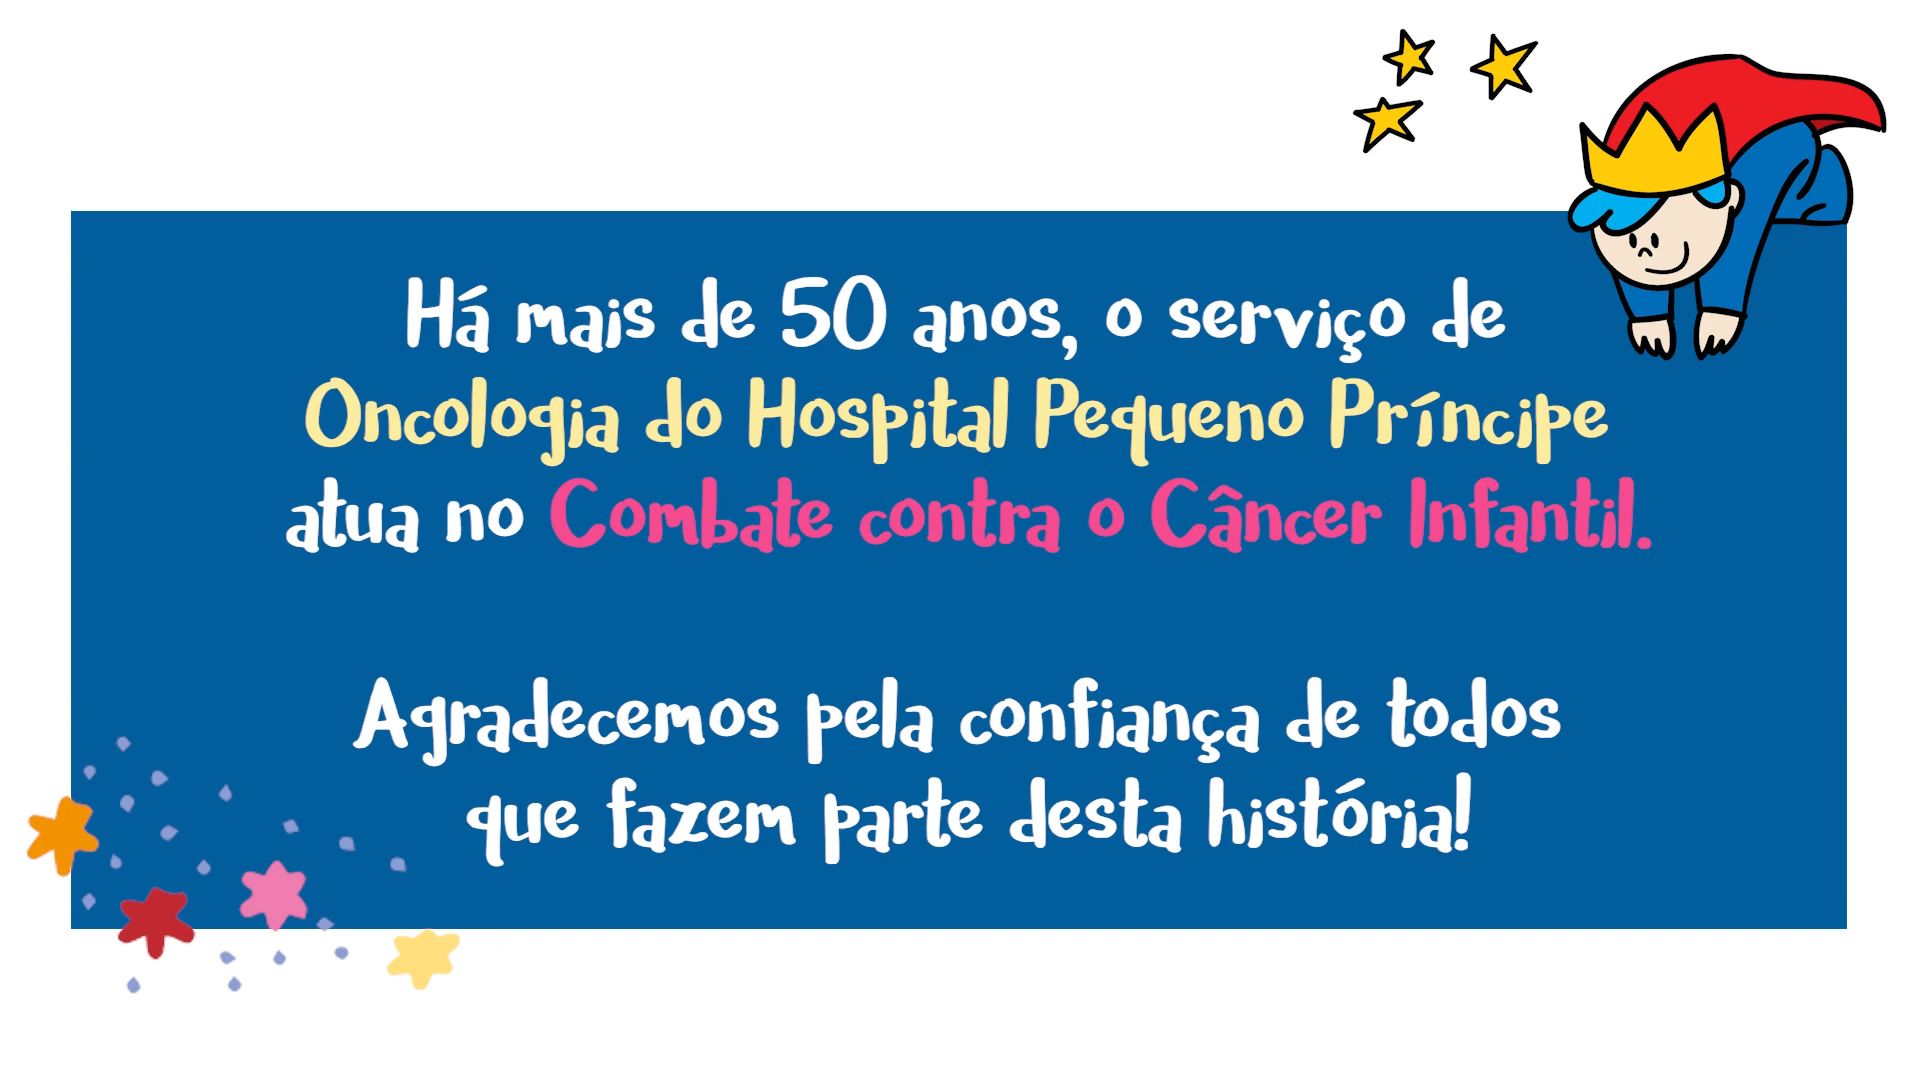 Há mais de 50 anos, o serviço de
Oncologia do Hospital Pequeno Príncipe
atua no Combate contra o Câncer Infantil.
Agradecemos pela confiança de todos
que fazem parte desta história!